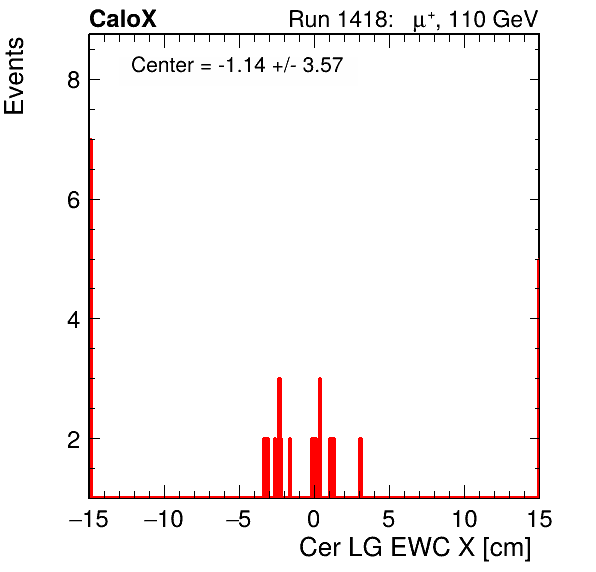 CaloX Run 1418: μ⁺, 110 GeV
Center = -1.14 +/- 3.57
Events
8
6
4
2
−15 −10 −5 0 5 10 15
Cer LG EWC X [cm]